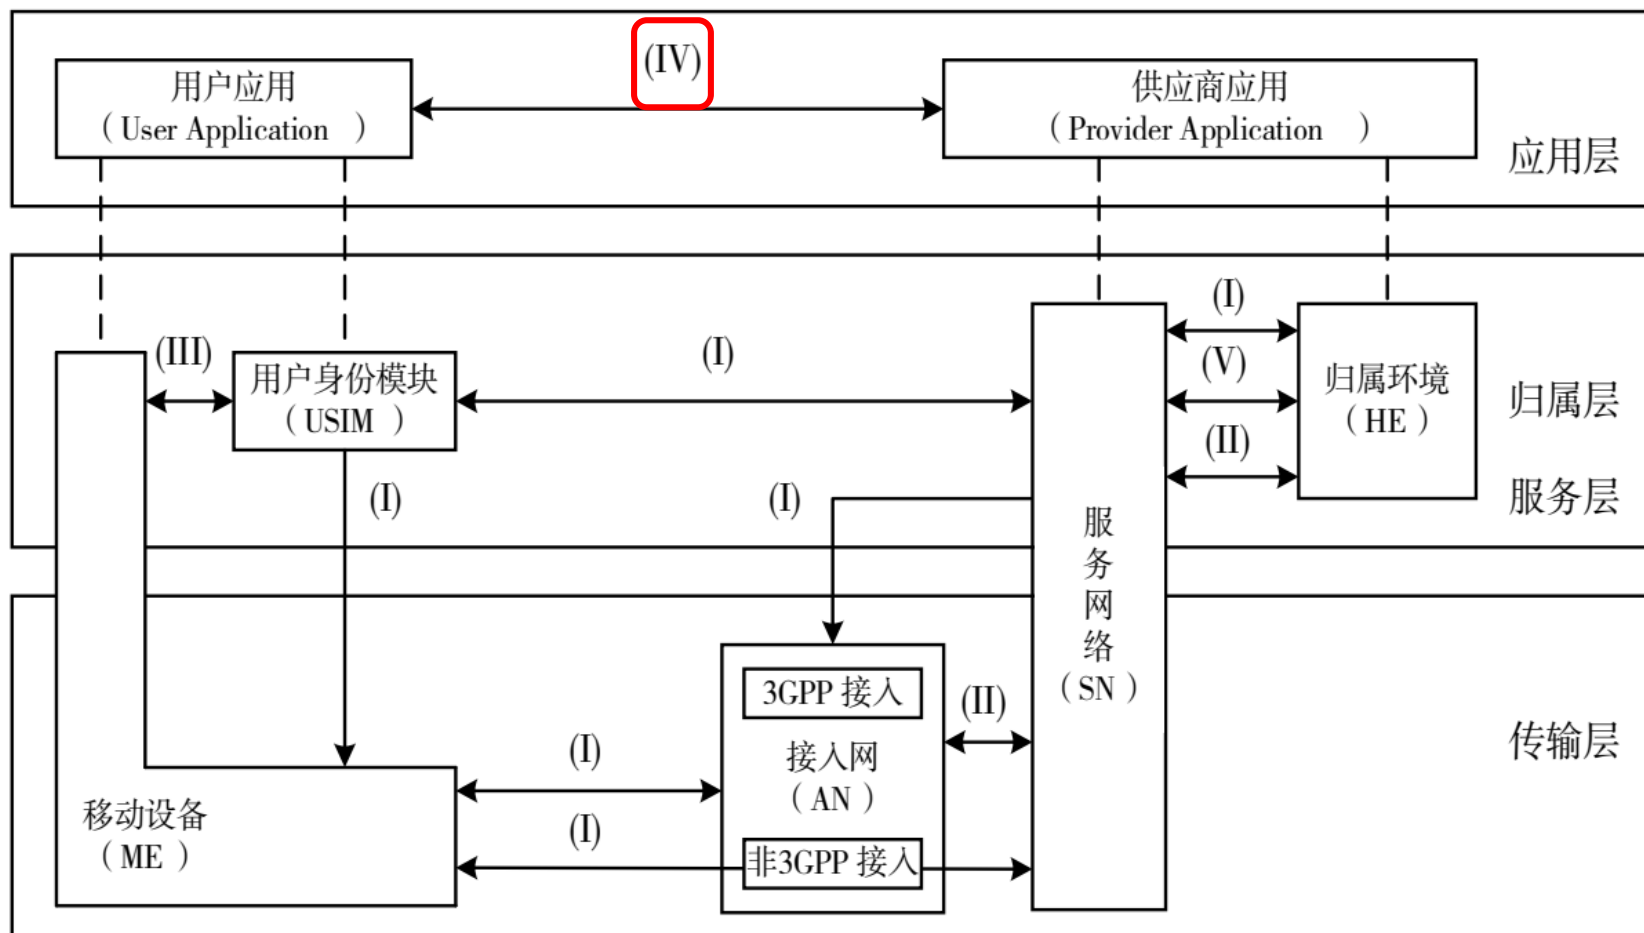 (IV)
用户应用
（User Application ）
供应商应用
（Provider Application ）
应用层
(III)
用户身份模块
（USIM ）
(I)
(I)
(V)
(II)
归属环境
（HE）
归属层
服务层
(I)
(I)
服务网络
（SN）
3GPP 接入
接入网
（AN）
非3GPP 接入
(II)
(I)
(I)
移动设备
（ME ）
传输层